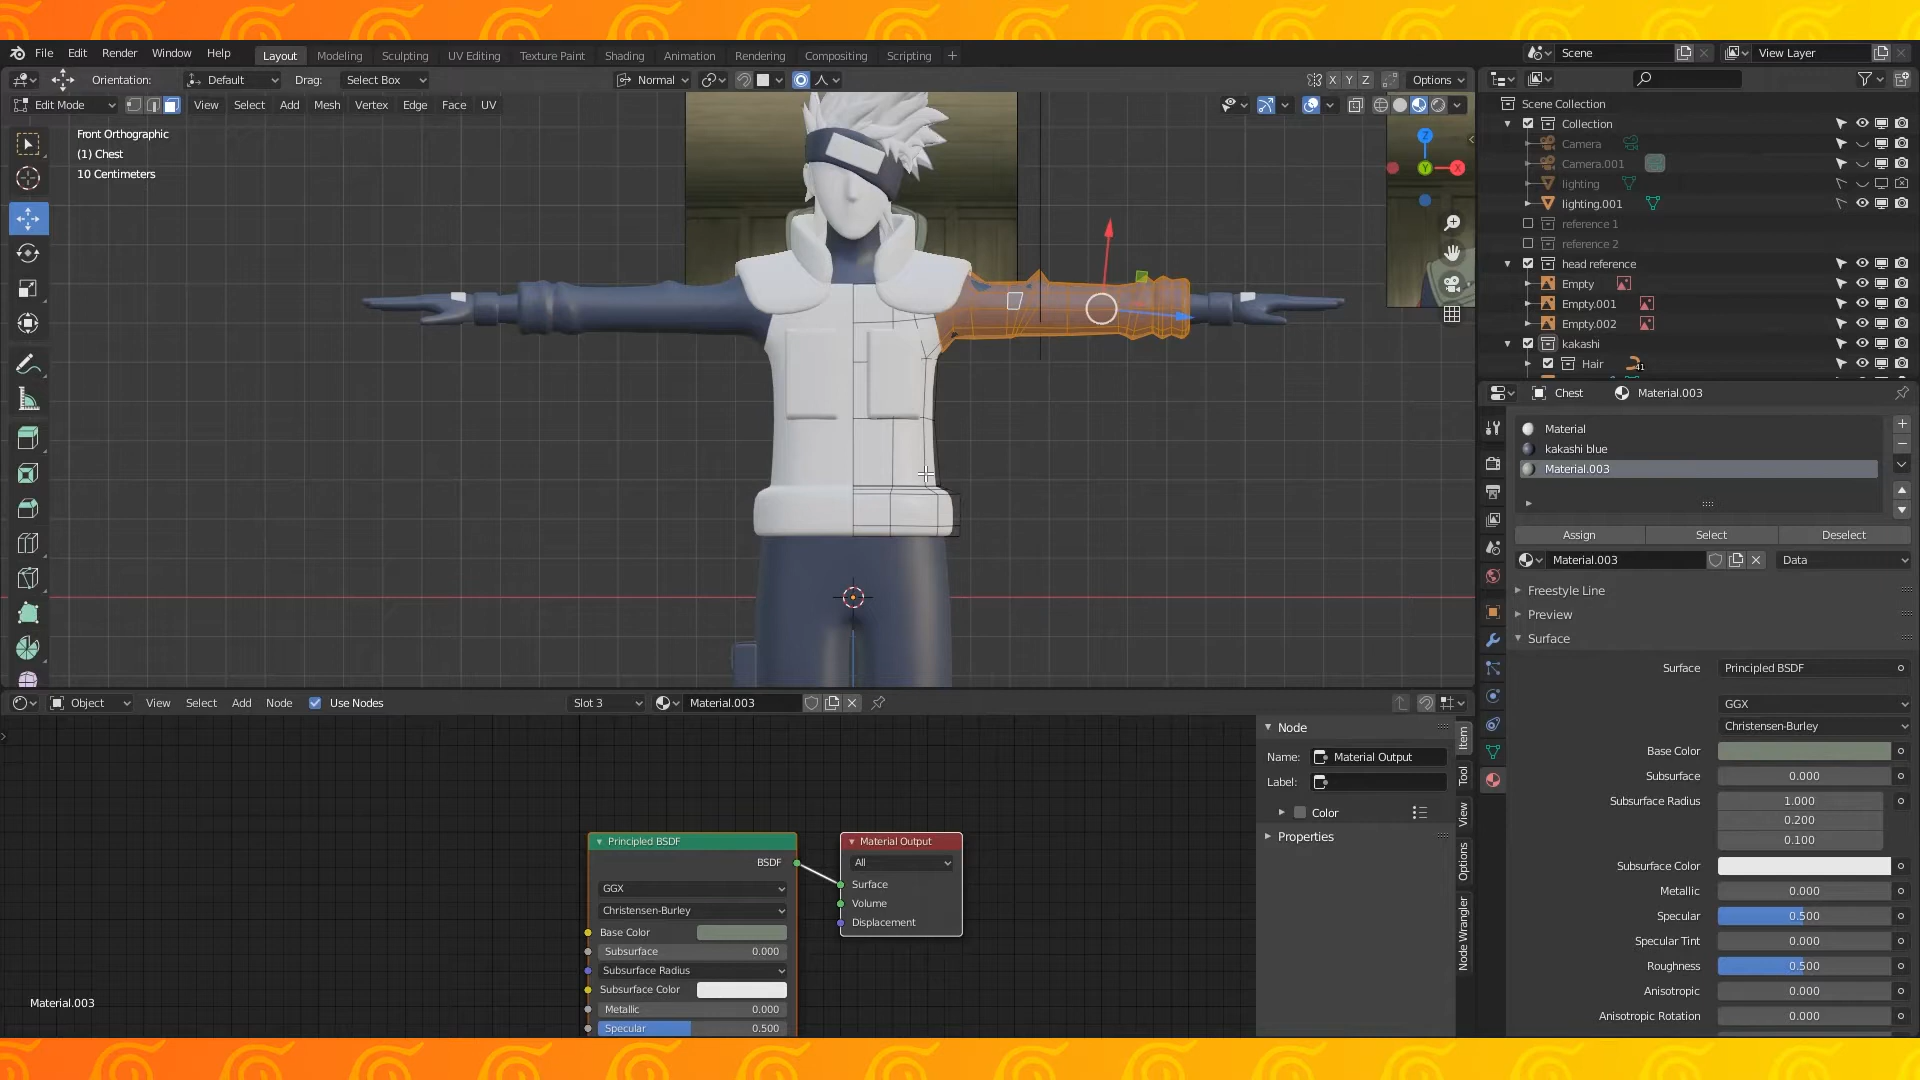 File Edit Render Window Help Layout Modeling Sculpting UV Editing Texture Paint Shading Animation Rendering Compositing Scripting + Scene View Layer
Orientation: Default Drag: Select Box Normal X Y Z Options
Edit Mode View Select Add Mesh Vertex Edge Face UV
Front Orthographic
(1) Chest
10 Centimeters
Z
Y
X
Scene Collection
Collection
Camera
Camera.001
lighting
lighting.001
reference 1
reference 2
head reference
Empty
Empty.001
Empty.002
kakashi
Hair 41
Chest Material.003
Material
kakashi blue
Material.003
Assign Select Deselect
Material.003 Data
Freestyle Line
Preview
Surface
Surface Principled BSDF
GGX
Christensen-Burley
Base Color
Subsurface 0.000
Subsurface Radius 1.000
0.200
0.100
Subsurface Color
Metallic 0.000
Specular 0.500
Specular Tint 0.000
Roughness 0.500
Anisotropic 0.000
Anisotropic Rotation 0.000
Object View Select Add Node Use Nodes Slot 3 Material.003
Principled BSDF
BSDF
GGX
Christensen-Burley
Base Color
Subsurface 0.000
Subsurface Radius
Subsurface Color
Metallic 0.000
Specular 0.500
Material Output
All
Surface
Volume
Displacement
Node
Name: Material Output
Label:
Color
Properties
Item
Tool
View
Options
Node Wrangler
Material.003